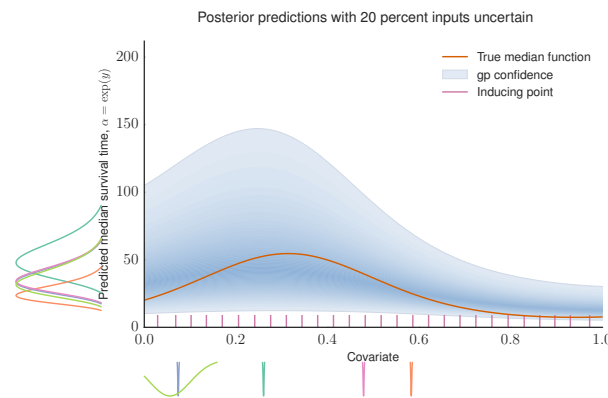 Posterior predictions with 20 percent inputs uncertain
Predicted median survival time, α = exp(y)
200
150
100
50
0
True median function
gp confidence
Inducing point
0.0 0.2 0.4 0.6 0.8 1.0
Covariate